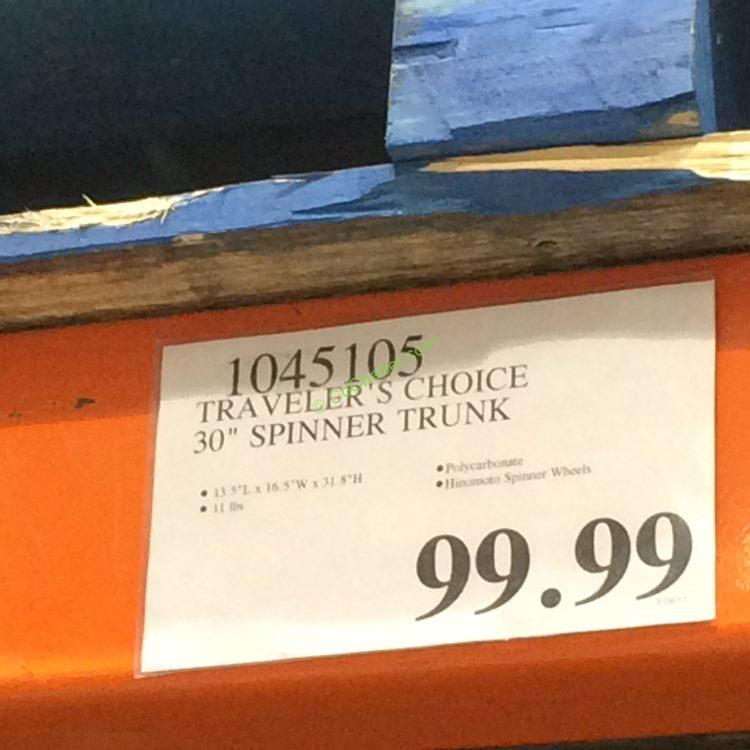 1045105
TRAVELER'S CHOICE
30" SPINNER TRUNK
● 13.5"L x 16.5"W x 31.8"H
● 11 lbs
● Polycarbonate
● Hinomoto Spinner Wheels
99.99